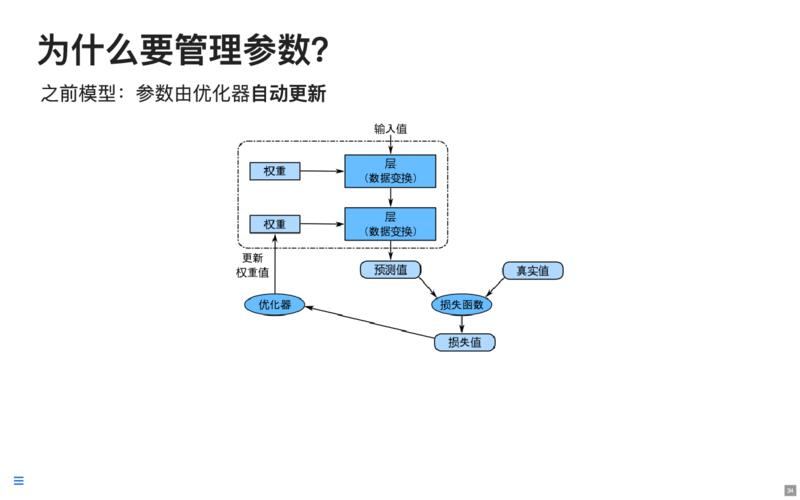 为什么要管理参数？
之前模型：参数由优化器自动更新
输入值
权重
层
（数据变换）
权重
层
（数据变换）
更新
权重值
预测值
真实值
优化器
损失函数
损失值
34